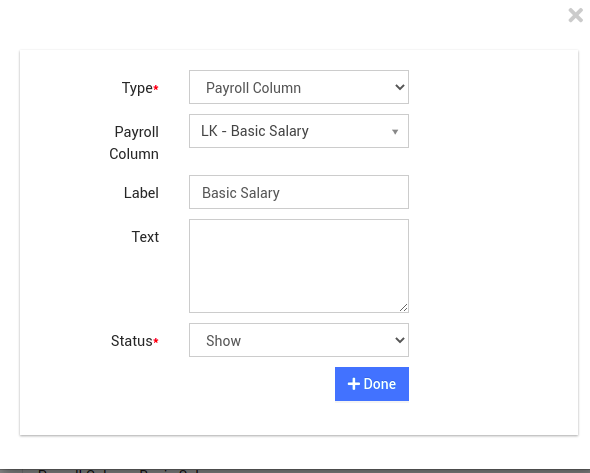 ×
Type* Payroll Column
Payroll Column LK - Basic Salary
Label Basic Salary
Text
Status* Show
+ Done